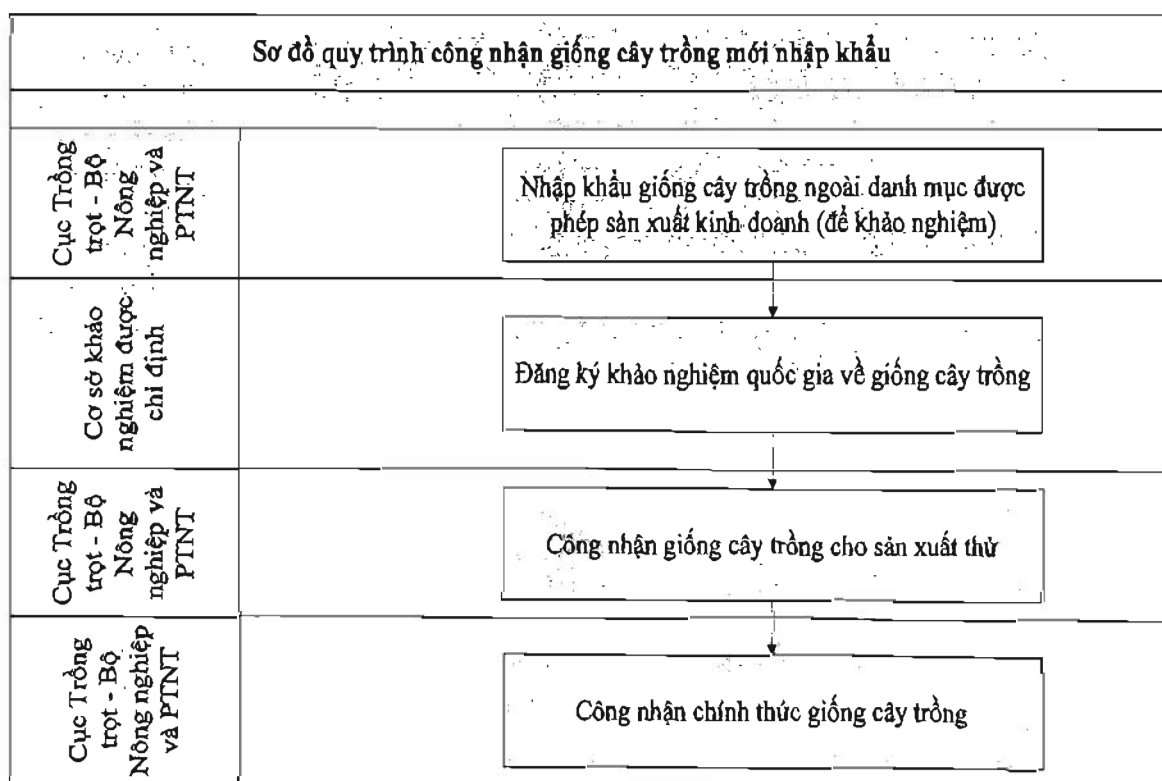 Sơ đồ quy trình công nhận giống cây trồng mới nhập khẩu
Cục Trồng
trọt - Bộ
Nông
nghiệp và
PTNT
Nhập khẩu giống cây trồng ngoài danh mục được
phép sản xuất kinh doanh (để khảo nghiệm)
Cơ sở khảo
nghiệm được
chỉ định
Đăng ký khảo nghiệm quốc gia về giống cây trồng
Cục Trồng
trọt - Bộ
Nông
nghiệp và
PTNT
Công nhận giống cây trồng cho sản xuất thử
Cục Trồng
trọt - Bộ
Nông nghiệp
và PTNT
Công nhận chính thức giống cây trồng